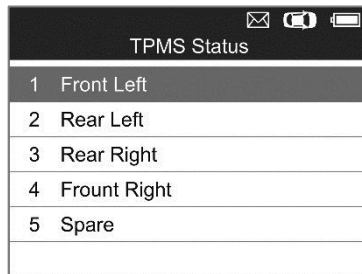 TPMS Status
1 Front Left
2 Rear Left
3 Rear Right
4 Frount Right
5 Spare